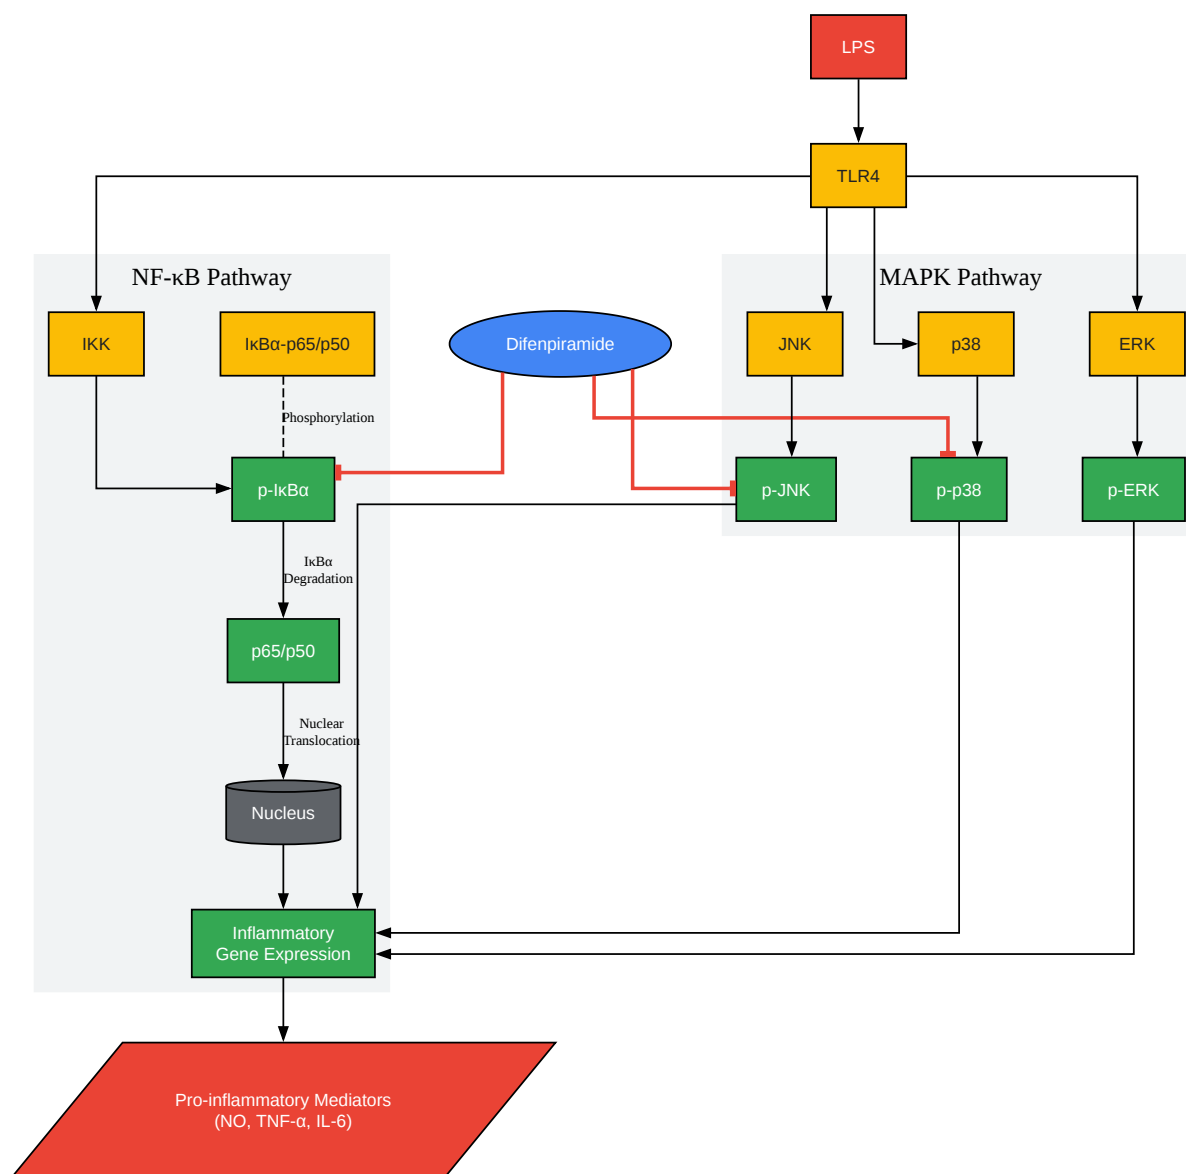 LPS
TLR4
NF-κB Pathway
MAPK Pathway
IKK
IκBα-p65/p50
Difenpiramide
JNK
p38
ERK
Phosphorylation
p-IκBα
p-JNK
p-p38
p-ERK
IκBα
Degradation
p65/p50
Nuclear
Translocation
Nucleus
Inflammatory
Gene Expression
Pro-inflammatory Mediators
(NO, TNF-α, IL-6)